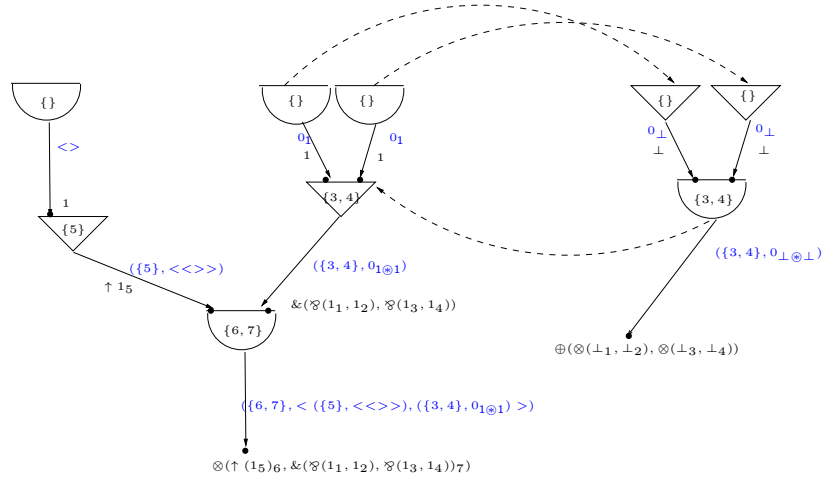 {} {} {} {} {}
<> 0₁ 0₁ 0⊥ 0⊥
1 1 ⊥ ⊥
1 {3, 4} {3, 4}
{5}
({5}, <<>>) ({3, 4}, 0₁⊛₁) ({3, 4}, 0⊥⊛⊥)
↑ 1₅
&(⅋(1₁, 1₂), ⅋(1₃, 1₄))
{6, 7}
⊕(⊗(⊥₁, ⊥₂), ⊗(⊥₃, ⊥₄))
({6, 7}, < ({5}, <<>>), ({3, 4}, 0₁⊛₁) >)
⊗(↑ (1₅)₆, &(⅋(1₁, 1₂), ⅋(1₃, 1₄))₇)